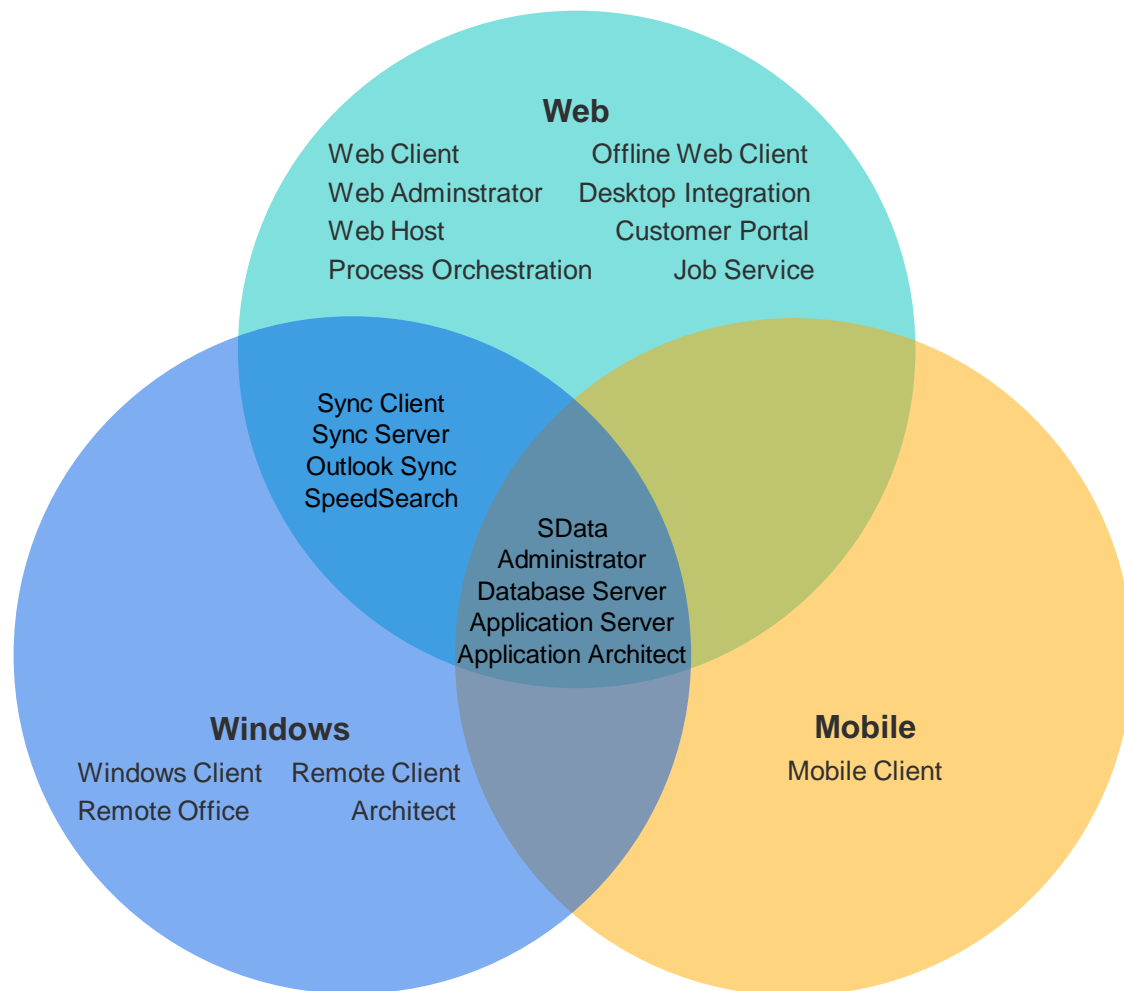 Web
Web Client Offline Web Client
Web Adminstrator Desktop Integration
Web Host Customer Portal
Process Orchestration Job Service
Sync Client
Sync Server
Outlook Sync
SpeedSearch
SData
Administrator
Database Server
Application Server
Application Architect
Windows
Windows Client Remote Client
Remote Office Architect
Mobile
Mobile Client